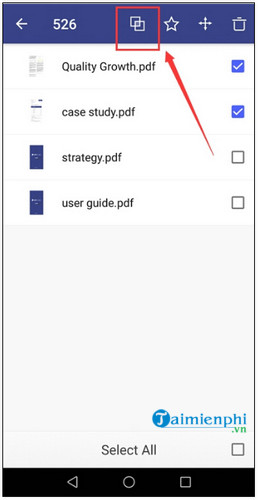 526
Quality Growth.pdf
case study.pdf
strategy.pdf
user guide.pdf
Taimienphi
.vn
Select All